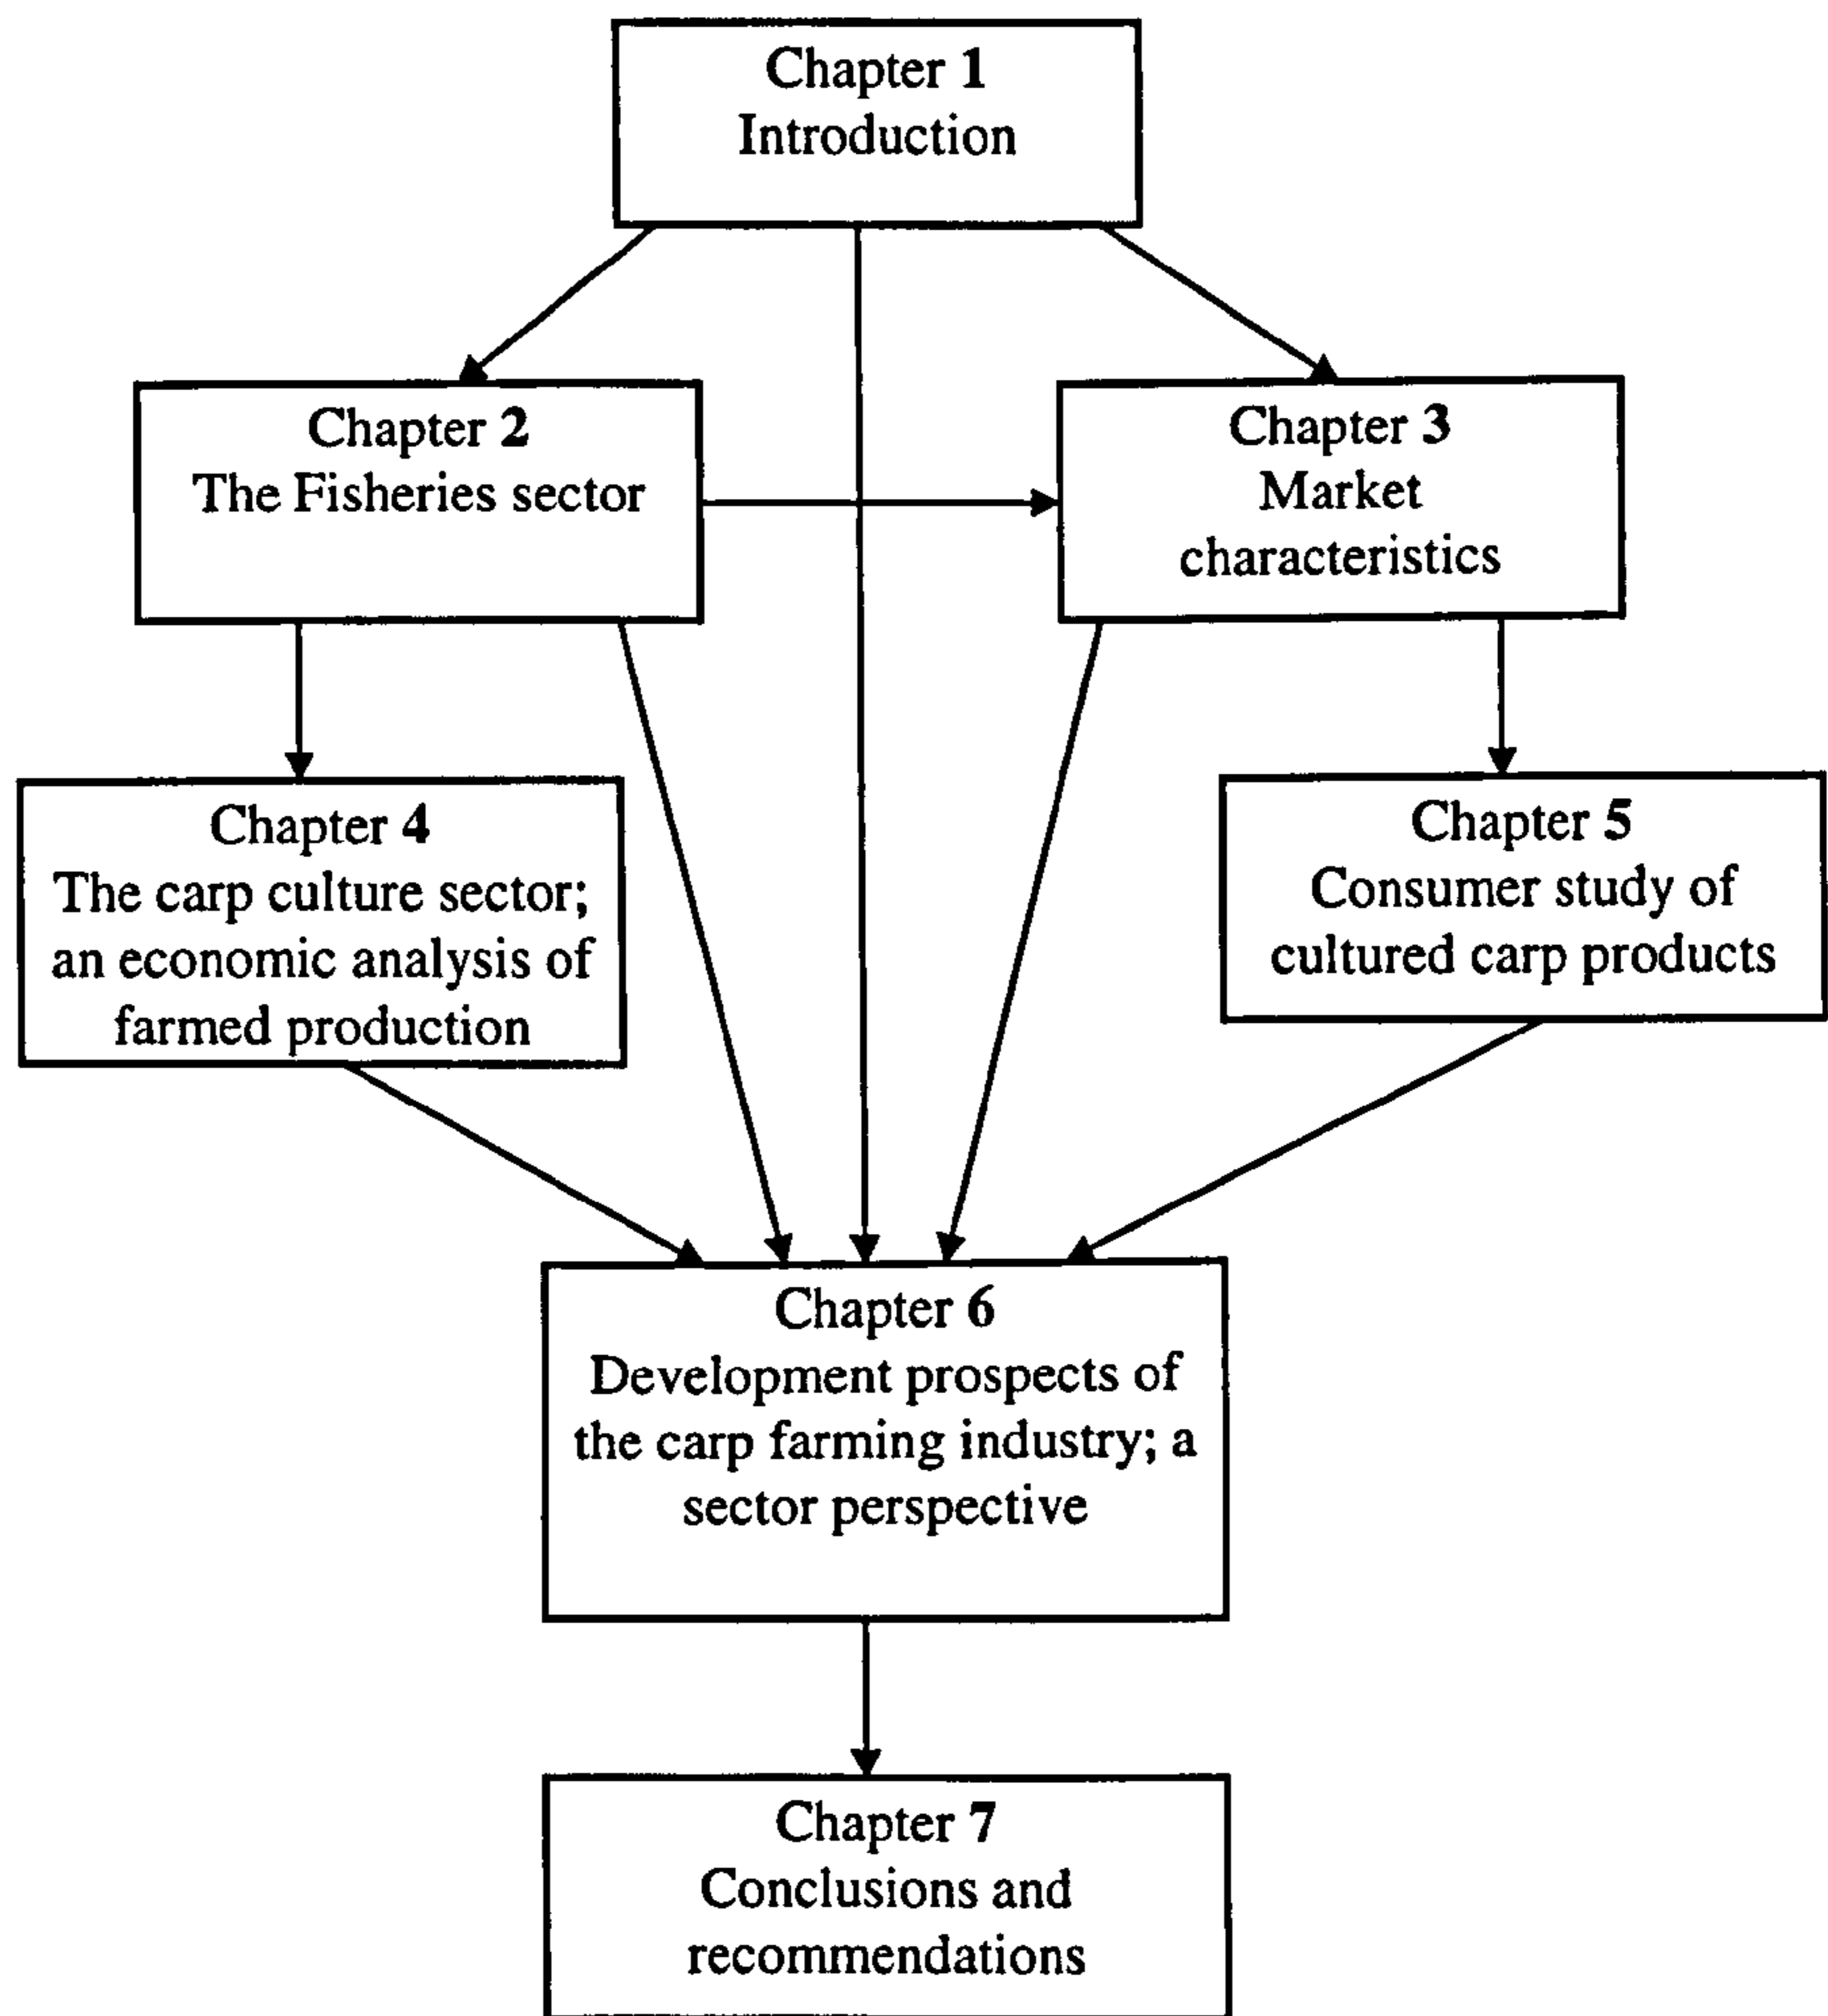 Chapter 1
Introduction
Chapter 2
The Fisheries sector
Chapter 3
Market
characteristics
Chapter 4
The carp culture sector;
an economic analysis of
farmed production
Chapter 5
Consumer study of
cultured carp products
Chapter 6
Development prospects of
the carp farming industry; a
sector perspective
Chapter 7
Conclusions and
recommendations